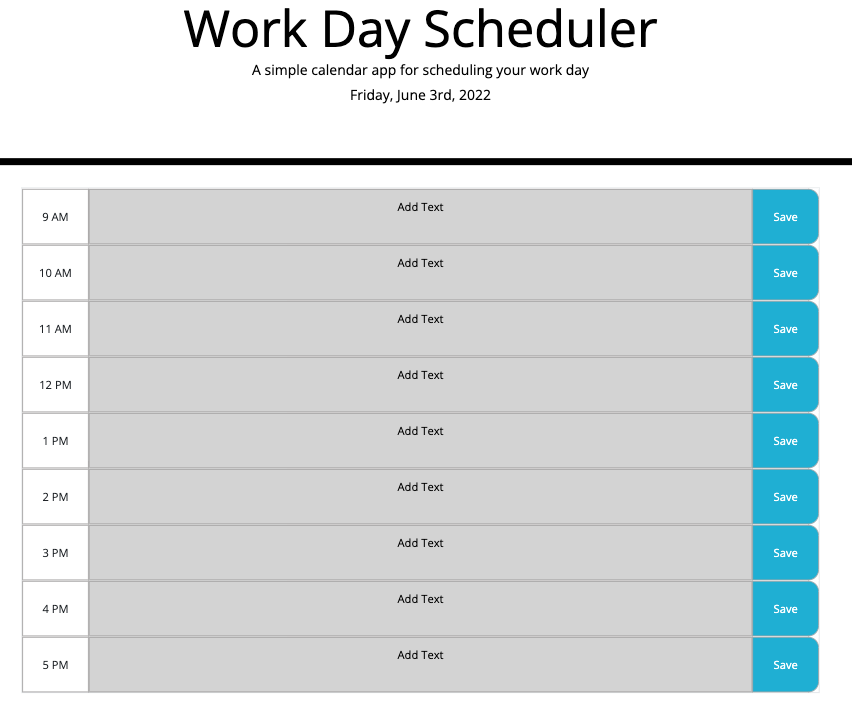 Work Day Scheduler
A simple calendar app for scheduling your work day
Friday, June 3rd, 2022
9 AM Add Text Save
10 AM Add Text Save
11 AM Add Text Save
12 PM Add Text Save
1 PM Add Text Save
2 PM Add Text Save
3 PM Add Text Save
4 PM Add Text Save
5 PM Add Text Save